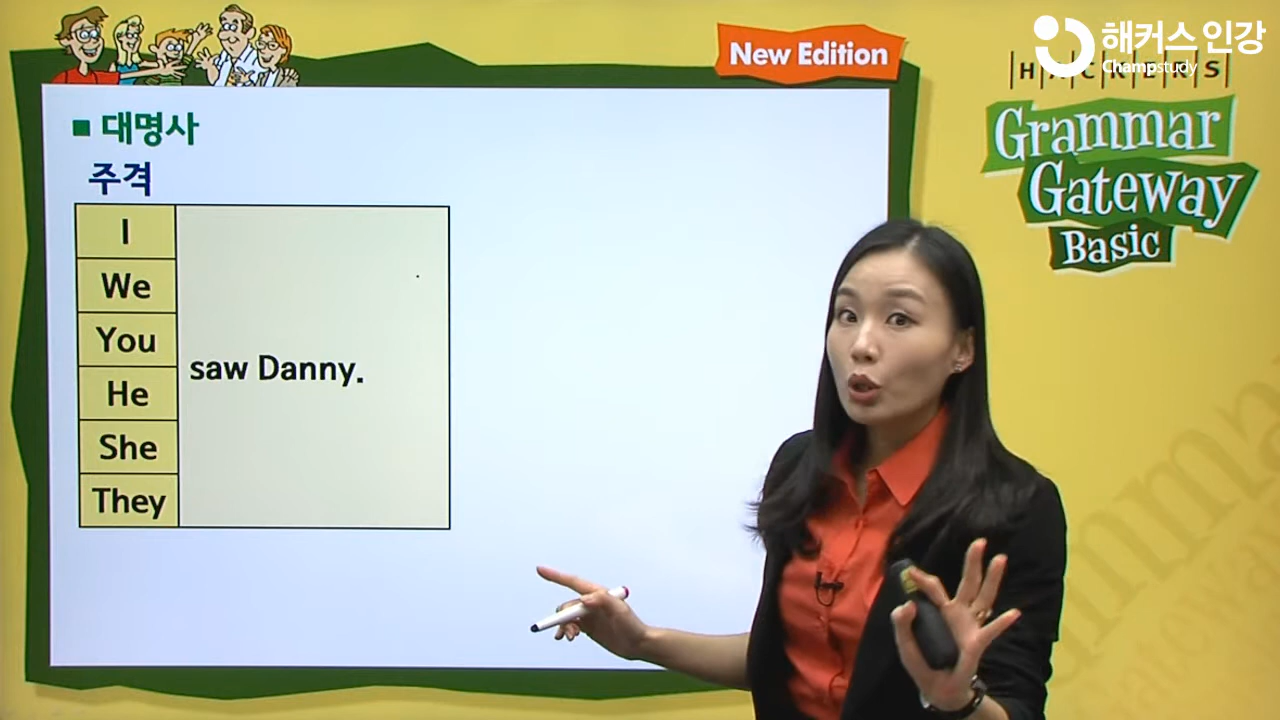 New Edition
해커스 인강
Champstudy
HACKERS
Grammar
Gateway
Basic
■ 대명사
주격
I
We
You
He
She
They
saw Danny.